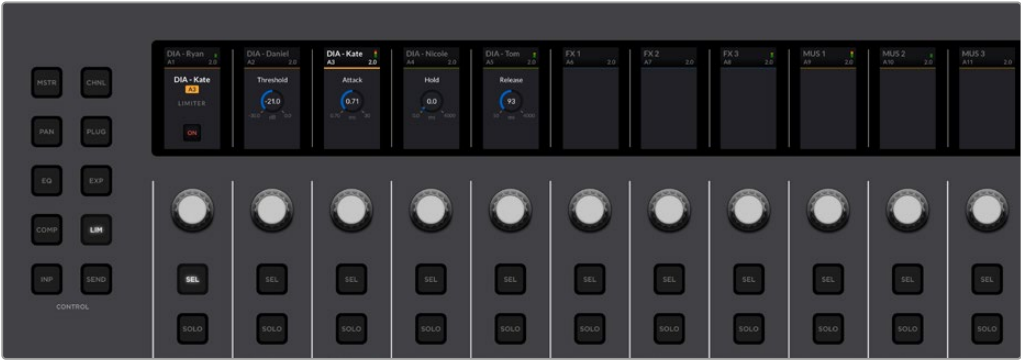 DIA - Ryan DIA - Daniel DIA - Kate DIA - Nicole DIA - Tom FX 1 FX 2 FX 3 MUS 1 MUS 2 MUS 3
A1 2.0 A2 2.0 A3 2.0 A4 2.0 A5 2.0 A6 2.0 A7 2.0 A8 2.0 A9 2.0 A10 2.0 A11 2.0
DIA - Kate Threshold Attack Hold Release
A3
LIMITER -21.0 0.71 0.0 93
dB ms ms ms
ON
MSTR CHNL
PAN PLUG
EQ EXP
COMP LIM
INP SEND
CONTROL
SEL SEL SEL SEL SEL SEL SEL SEL SEL SEL SEL
SOLO SOLO SOLO SOLO SOLO SOLO SOLO SOLO SOLO SOLO SOLO